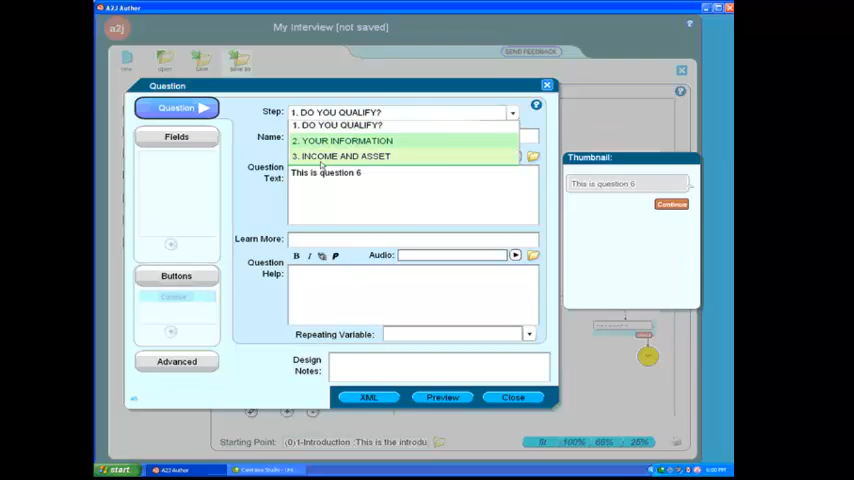 A2J Author
a2j
My Interview [not saved]
SEND FEEDBACK
new
open
save
save as
Question
Question
Step:
1. DO YOU QUALIFY?
1. DO YOU QUALIFY?
2. YOUR INFORMATION
3. INCOME AND ASSET
Name:
Fields
Question Text:
This is question 6
Thumbnail:
This is question 6
Continue
Learn More:
B I P
Audio:
Question Help:
Buttons
Continue
Repeating Variable:
Advanced
Design Notes:
XML
Preview
Close
Starting Point:
(0)1-Introduction :This is the introdu
fit
100%
66%
25%
start
A2J Author
6:00 PM